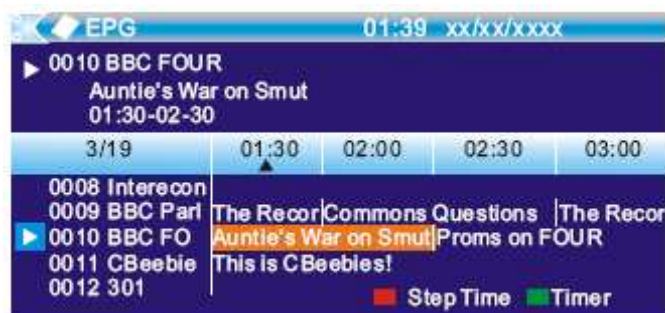 EPG 01:39 xx/xx/xxxx
0010 BBC FOUR
Auntie's War on Smut
01:30-02-30
3/19 01:30 02:00 02:30 03:00
0008 Interecon
0009 BBC Parl The Recor Commons Questions The Recor
0010 BBC FO Auntie's War on Smut Proms on FOUR
0011 CBeebie This is CBeebies!
0012 301
Step Time Timer